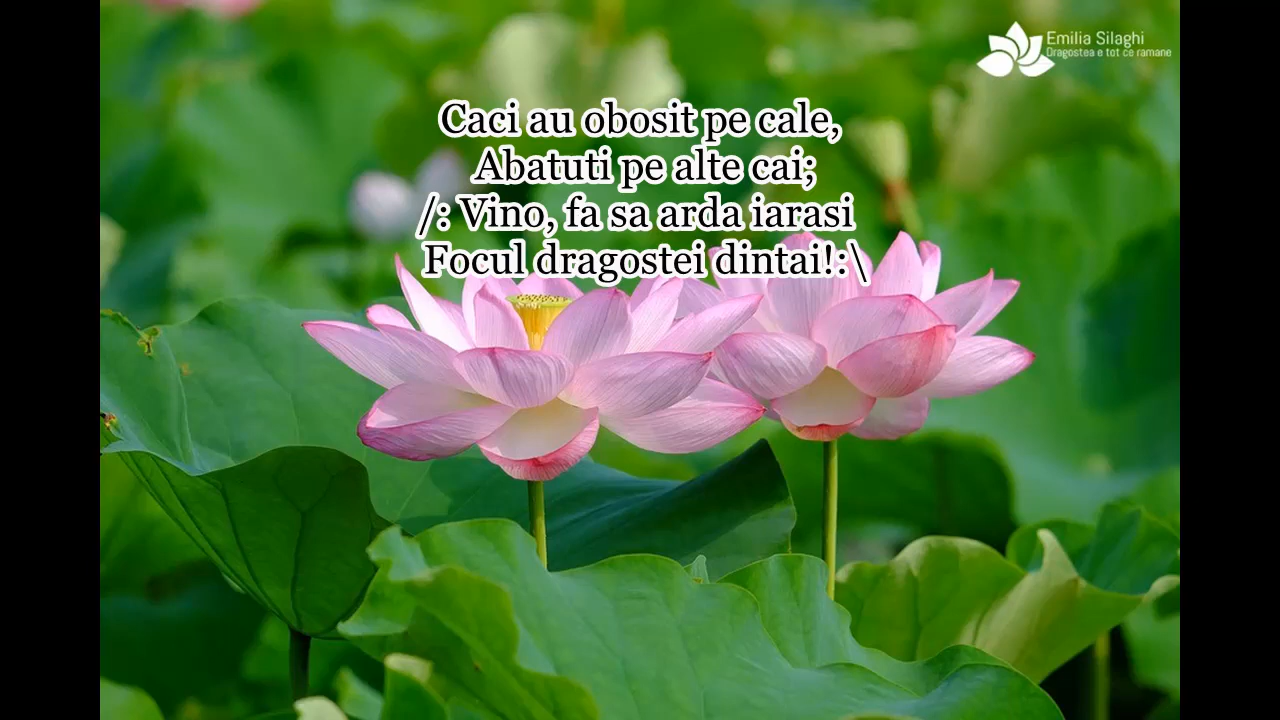 Emilia Silaghi
Dragostea e tot ce ramane
Caci au obosit pe cale,
Abatuti pe alte cai;
/: Vino, fa sa arda iarasi
Focul dragostei dintai!:\